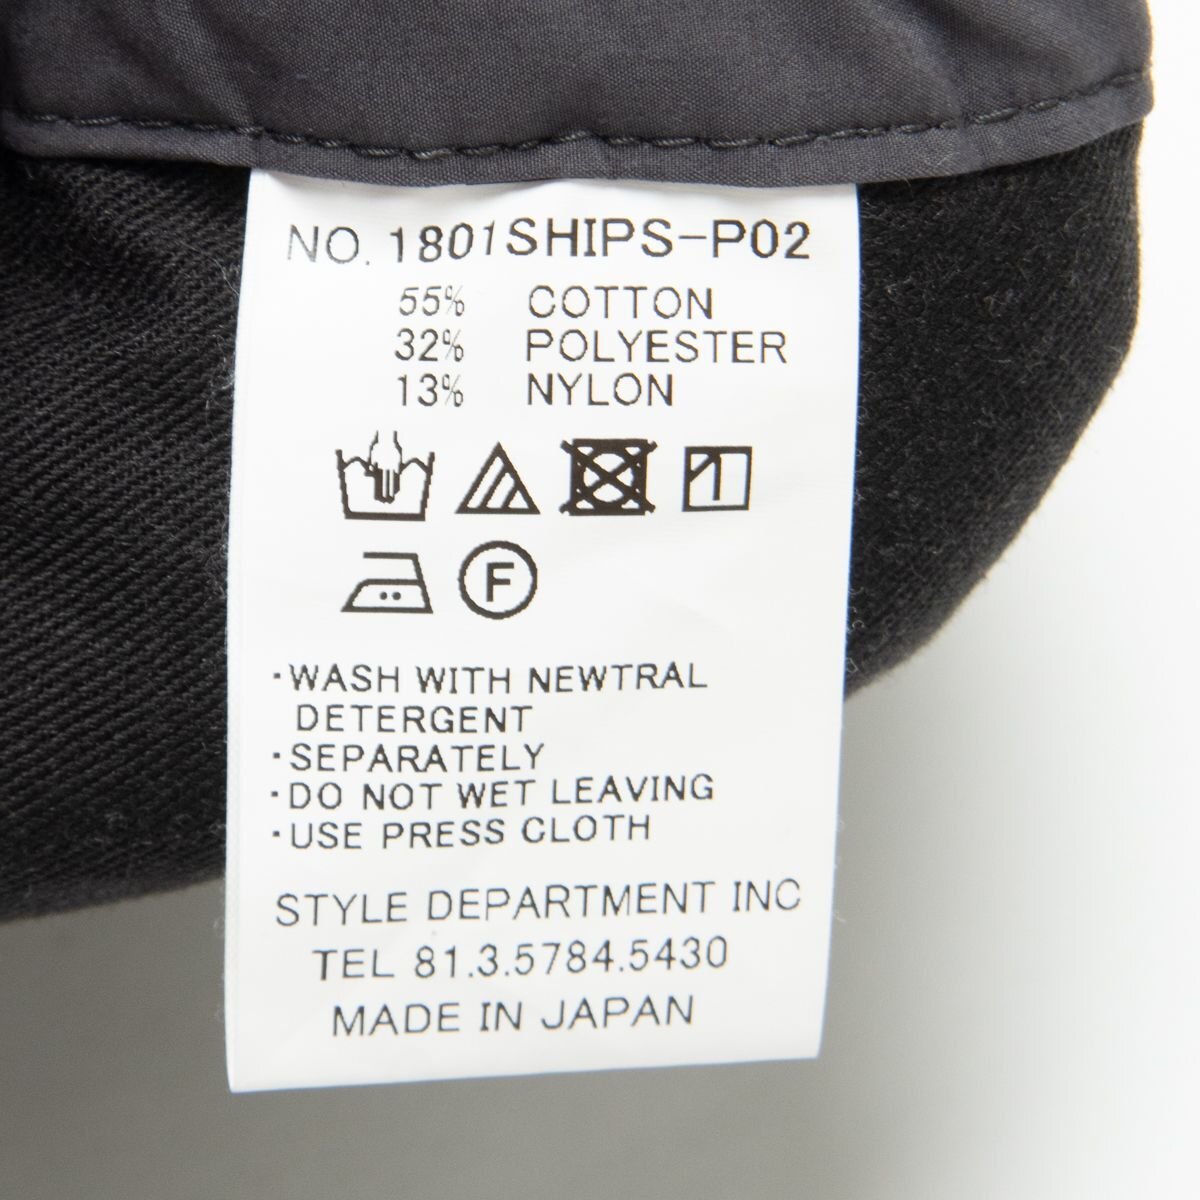 NO. 1801SHIPS-P02
55% COTTON
32% POLYESTER
13% NYLON
F
・WASH WITH NEWTRAL
DETERGENT
・SEPARATELY
・DO NOT WET LEAVING
・USE PRESS CLOTH
STYLE DEPARTMENT INC
TEL 81.3.5784.5430
MADE IN JAPAN